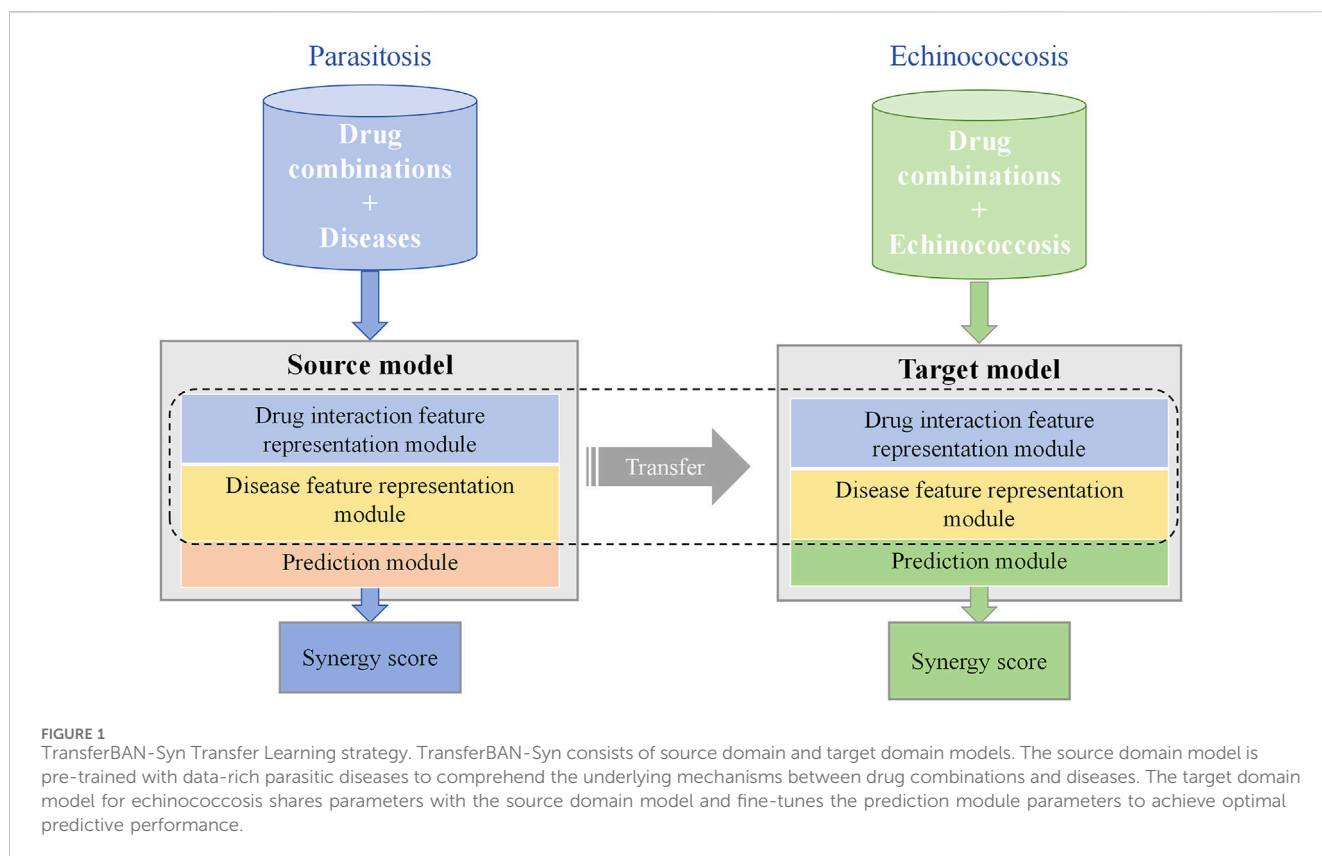 Parasitosis
Echinococcosis
Drug
combinations
+
Diseases
Drug
combinations
+
Echinococcosis
Source model
Drug interaction feature
representation module
Disease feature representation
module
Prediction module
Transfer
Target model
Drug interaction feature
representation module
Disease feature representation
module
Prediction module
Synergy score
Synergy score
FIGURE 1
TransferBAN-Syn Transfer Learning strategy. TransferBAN-Syn consists of source domain and target domain models. The source domain model is
pre-trained with data-rich parasitic diseases to comprehend the underlying mechanisms between drug combinations and diseases. The target domain
model for echinococcosis shares parameters with the source domain model and fine-tunes the prediction module parameters to achieve optimal
predictive performance.